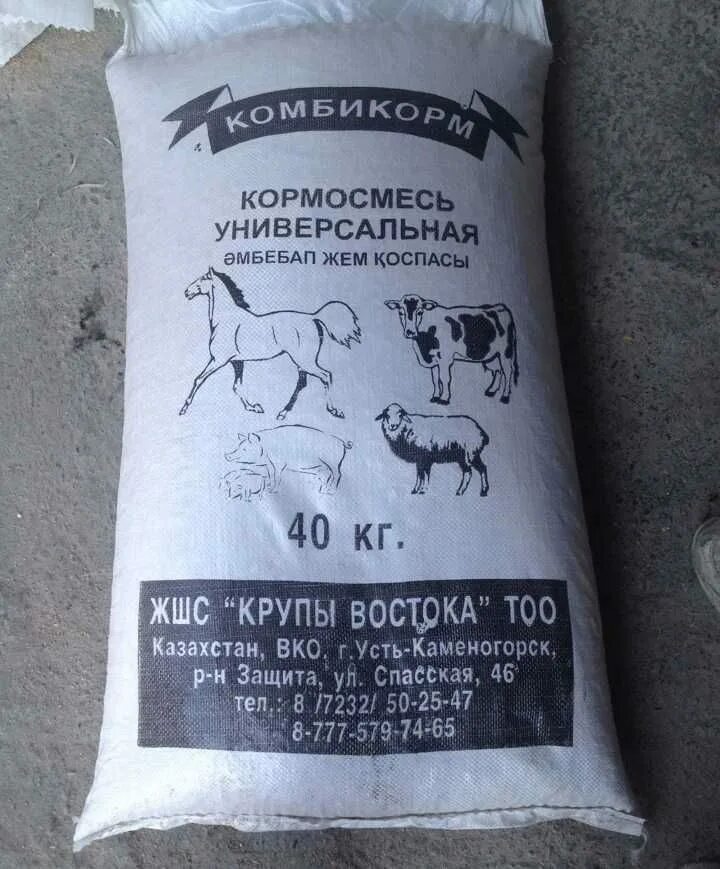 КОМБИКОРМ
КОРМОСМЕСЬ
УНИВЕРСАЛЬНАЯ
ӘМБЕБАП ЖЕМ ҚОСПАСЫ
40 кг.
ЖШС "КРУПЫ ВОСТОКА" ТОО
Казахстан, ВКО, г.Усть-Каменогорск,
р-н Защита, ул. Спасская, 46
тел.: 8 /7232/ 50-25-47
8-777-579-74-65